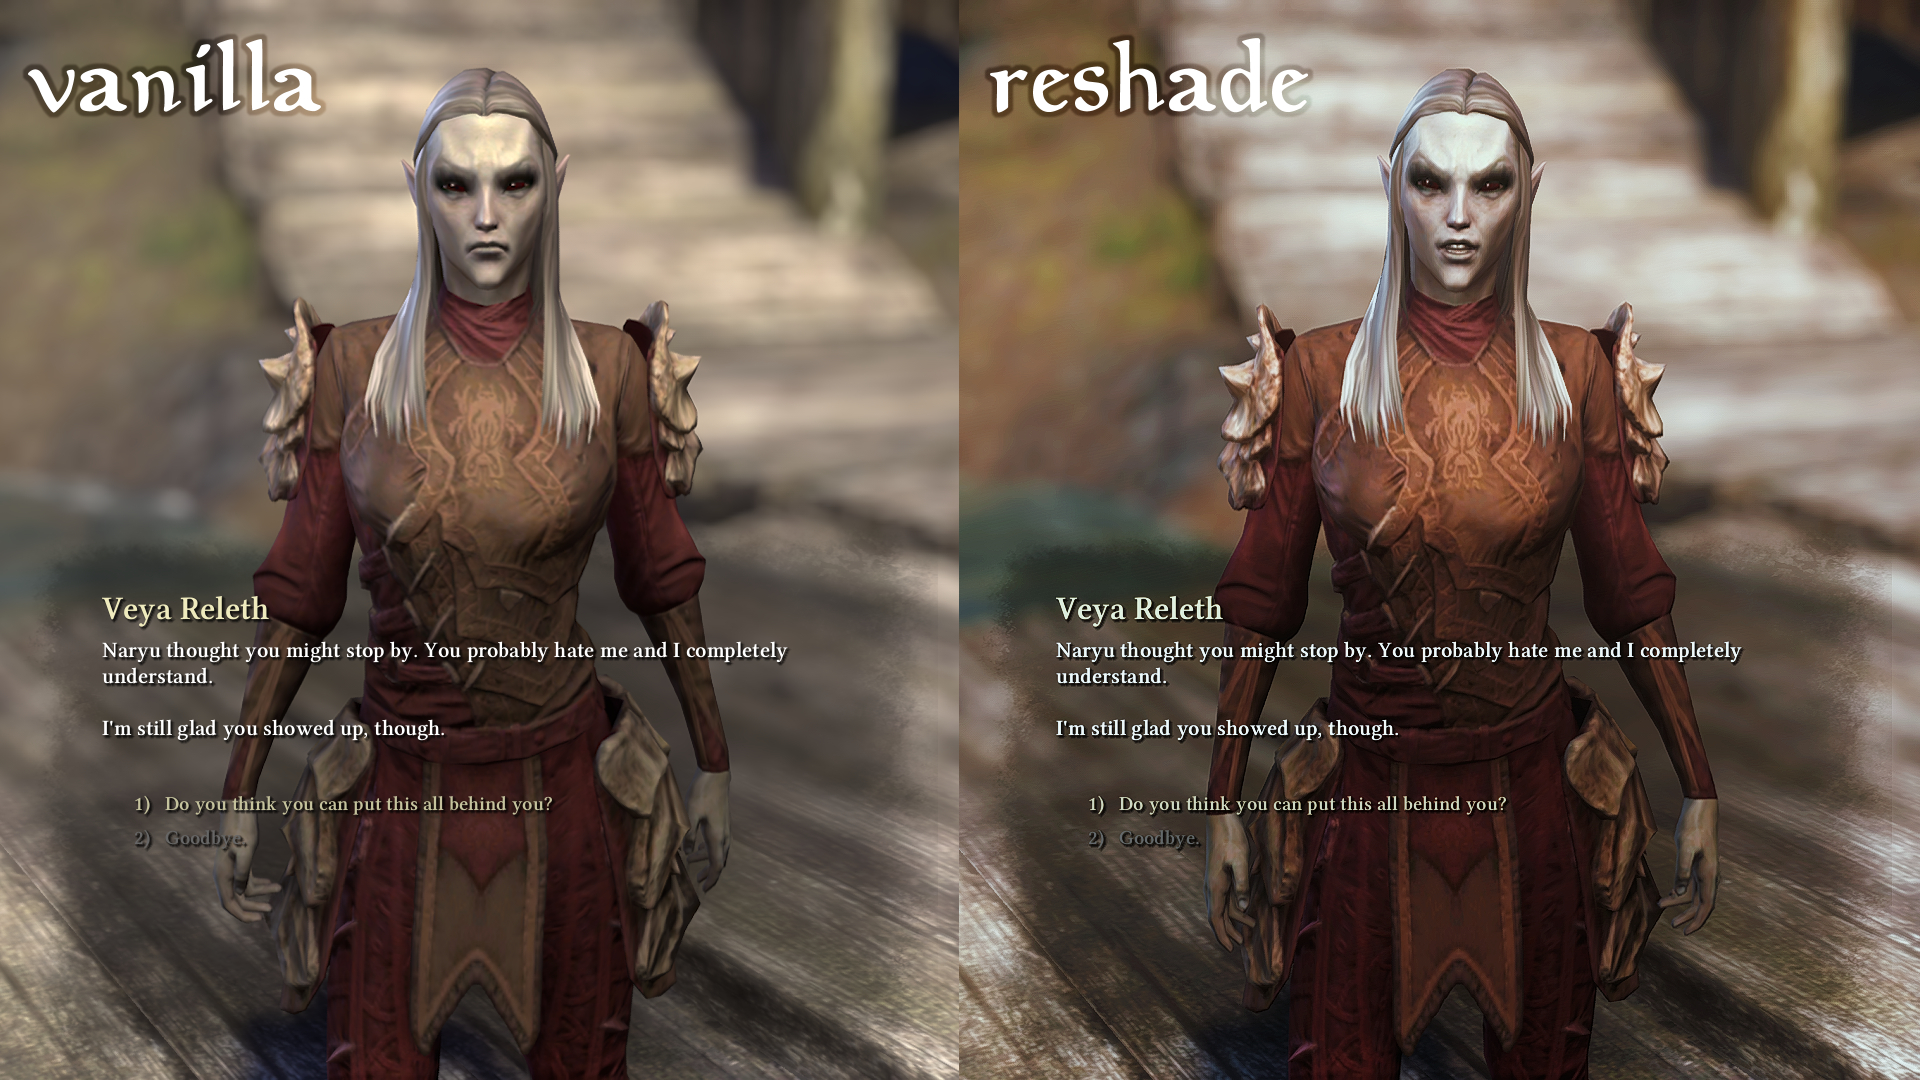 vanilla
Veya Releth
Naryu thought you might stop by. You probably hate me and I completely
understand.
I'm still glad you showed up, though.
1) Do you think you can put this all behind you?
2) Goodbye.
reshade
Veya Releth
Naryu thought you might stop by. You probably hate me and I completely
understand.
I'm still glad you showed up, though.
1) Do you think you can put this all behind you?
2) Goodbye.